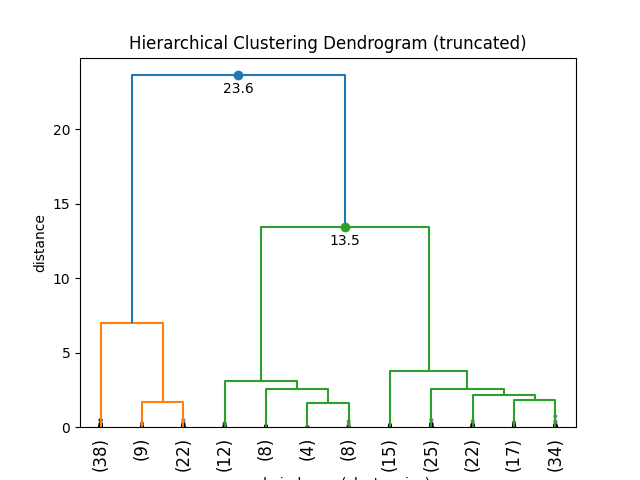 Hierarchical Clustering Dendrogram (truncated)
23.6
13.5
distance
20
15
10
5
0
(38) (9) (22) (12) (8) (4) (8) (15) (25) (22) (17) (34)